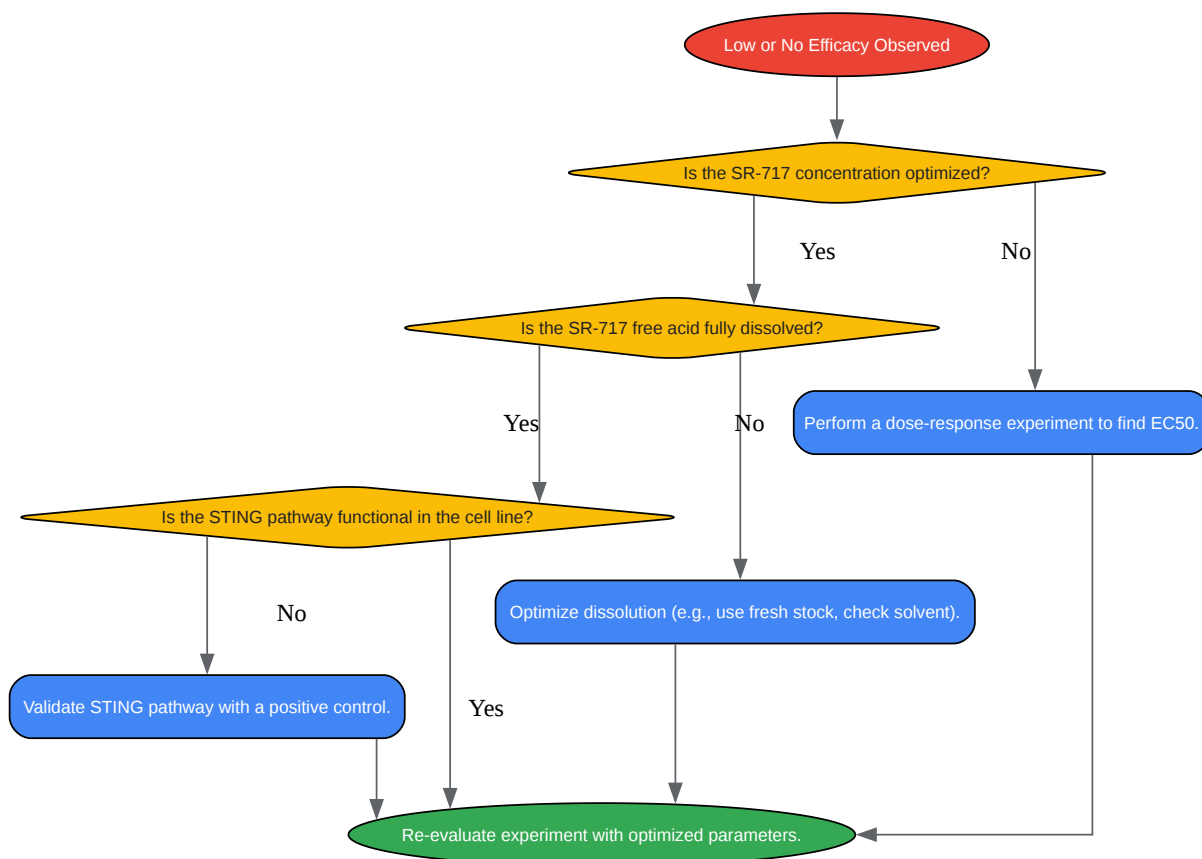 Low or No Efficacy Observed
Is the SR-717 concentration optimized?
Yes
No
Is the SR-717 free acid fully dissolved?
Yes
No
Perform a dose-response experiment to find EC50.
Is the STING pathway functional in the cell line?
No
Optimize dissolution (e.g., use fresh stock, check solvent).
Validate STING pathway with a positive control.
Yes
Re-evaluate experiment with optimized parameters.